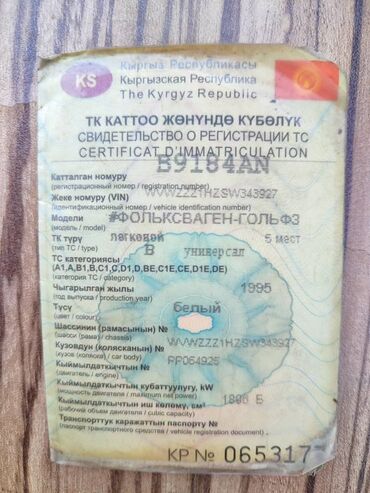 KS
Кыргыз Республикасы
Кыргызская Республика
The Kyrgyz Republic
ТК КАТТОО ЖӨНҮНДӨ КҮБӨЛҮК
СВИДЕТЕЛЬСТВО О РЕГИСТРАЦИИ ТС
CERTIFICAT D'IMMATRICULATION
Катталган номуру B9184AN
(регистрационный номер / registration number)
Жеке номуру (VIN) WVWZZZ1HZSW343927
(идентификационный номер / vehicle identification number)
Модели #ФОЛЬКСВАГЕН-ГОЛЬФ3
(модель / model)
ТК түрү легковой 5 мест
(тип ТС / type) B универсал
ТС категориясы
(A1,A,B1,B,C1,C,D1,D,BE,C1E,CE,D1E,DE)
(категория ТС / category)
Чыгарылган жылы 1995
(год выпуска / production year)
Түсү белый
(цвет / colour)
Шассинин (рамасынын) №
(шасси (рама) / chassis) WVWZZZ1HZSW343927
Кузовдун (колясканын) №
(кузов (коляска) / car body) PP064925
Кыймылдаткычтын №
(двигатель / engine)
Кыймылдаткычтын кубаттуулугу, kW
(мощность двигателя / maximum net power)
Кыймылдаткычтын иш көлөмү, см³ Б
(рабочий объем двигателя / cubic capacity)
Транспорттук каражаттын паспорту №
(паспорт транспортного средства / vehicle registration document)
КР № 065317